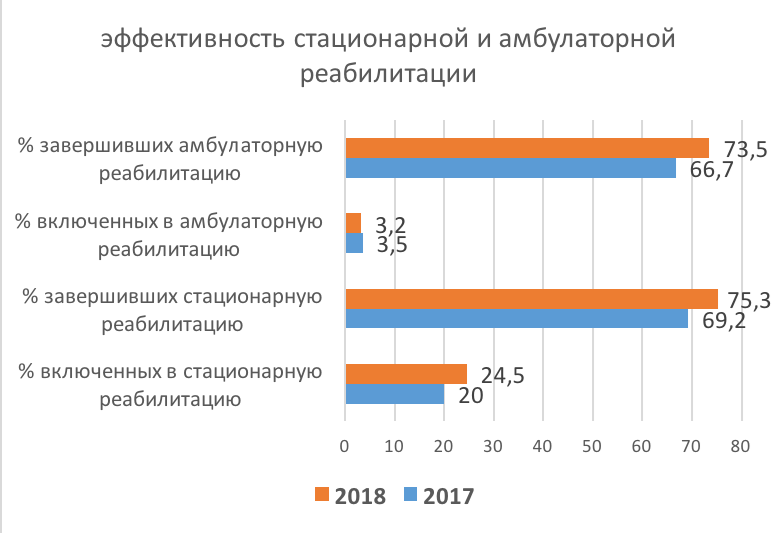 эффективность стационарной и амбулаторной
реабилитации
% завершивших амбулаторную
реабилитацию
73,5
66,7
% включенных в амбулаторную
реабилитацию
3,2
3,5
% завершивших стационарную
реабилитацию
75,3
69,2
% включенных в стационарную
реабилитацию
24,5
20
0 10 20 30 40 50 60 70 80
2018 2017